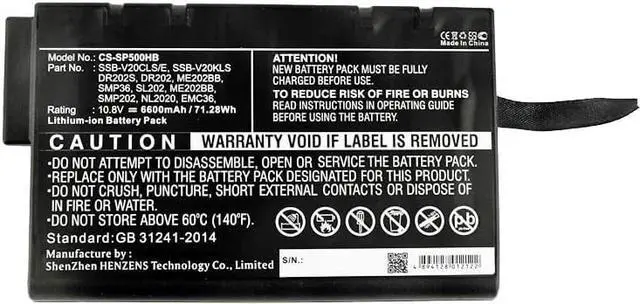 Model No.: CS-SP500HB
Part No. : SSB-V20CLS/E, SSB-V20KLS
DR202S, DR202, ME202BB,
SMP36, SL202, ME202BB,
SMP202, NL2020, EMC36,
Rating : 10.8V⎓6600mAh/71.28Wh
Lithium-ion Battery Pack
ATTENTION!
NEW BATTERY PACK MUST BE FULLY
CHARGED BEFORE USE.
TO REDUCE RISK OF FIRE OR BURNS
READ INSTRUCTIONS IN OPERATING
MANUAL BEFORE USING THE BATTERY.
Made In China
CAUTION WARRANTY VOID IF LABEL IS REMOVED
•DO NOT ATTEMPT TO DISASSEMBLE, OPEN OR SERVICE THE BATTERY PACK.
•REPLACE ONLY WITH THE BATTERY DESIGNATED FOR THIS PRODUCT.
•DO NOT CRUSH, PUNCTURE, SHORT EXTERNAL CONTACTS OR DISPOSE OF
IN FIRE OR WATER.
•DO NOT STORE ABOVE 60°C (140°F).
Standard:GB 31241-2014
Manufacture by :
ShenZhen HENZENS Technology Co., Limited
S/N.:
4 894128 012122